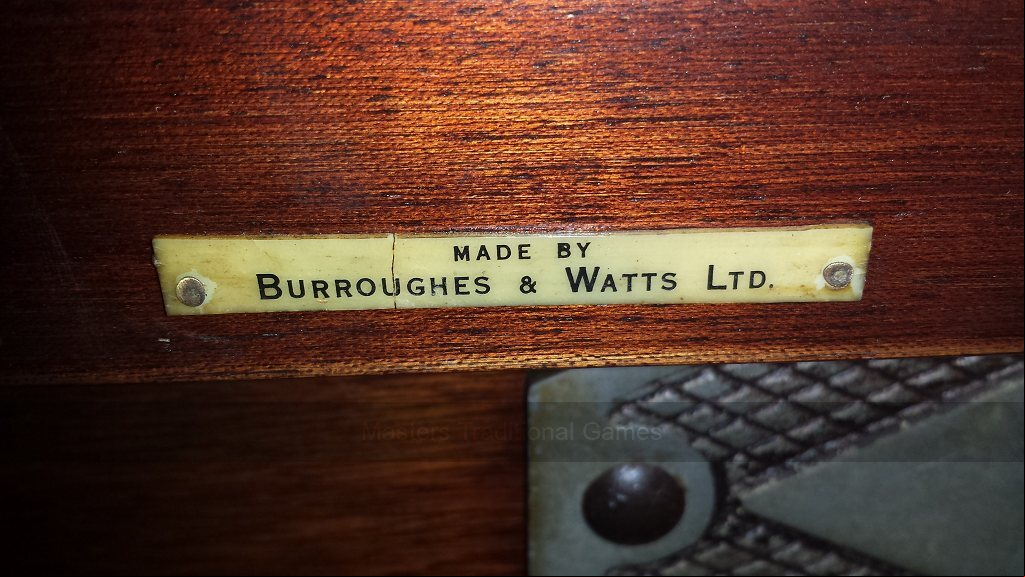 MADE BY
BURROUGHES & WATTS LTD.
Masters Traditional Games